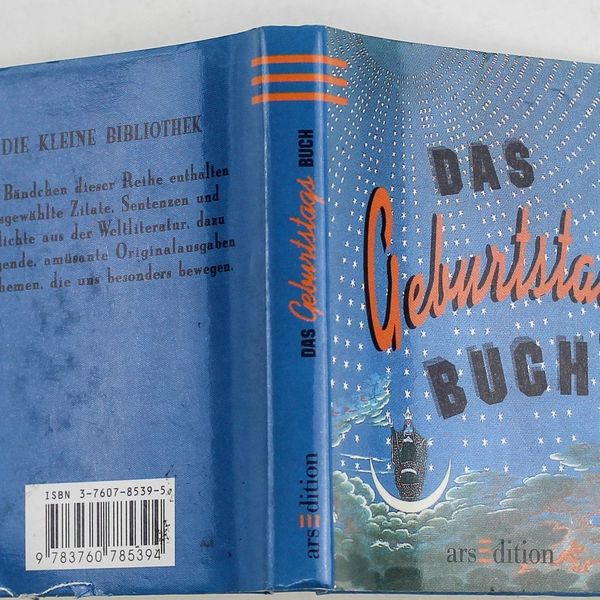 DIE KLEINE BIBLIOTHEK
Bändchen dieser Reihe enthalten
sgewählte Zitate, Sentenzen und
dichte aus der Weltliteratur, dazu
gende, amüsante Originalausgaben
hemen, die uns besonders bewegen.
ISBN 3-7607-8539-5
9 783760 785394
DAS Geburtstags BUCH
arsEdition
DAS
Geburtsta
BUCH
arsEdition